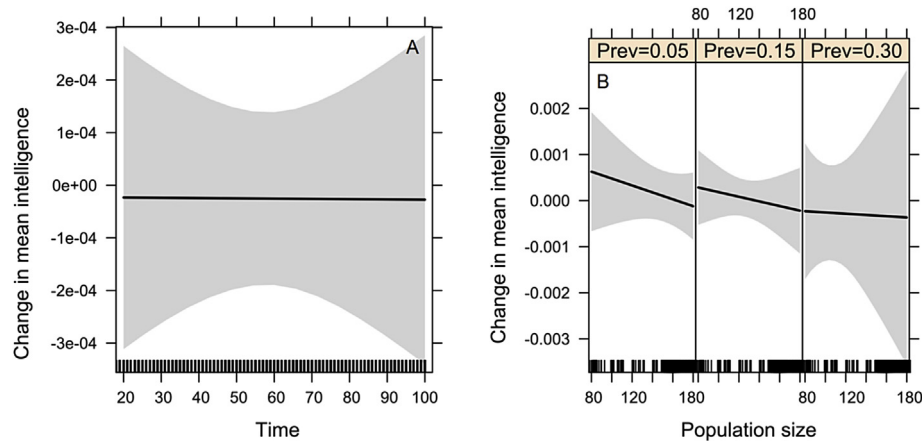 A
Change in mean intelligence
3e-04
2e-04
1e-04
0e+00
-1e-04
-2e-04
-3e-04
20 30 40 50 60 70 80 90 100
Time
80 120 180
Prev=0.05 Prev=0.15 Prev=0.30
B
Change in mean intelligence
0.002
0.001
0.000
-0.001
-0.002
-0.003
80 120 180 80 120 180
Population size